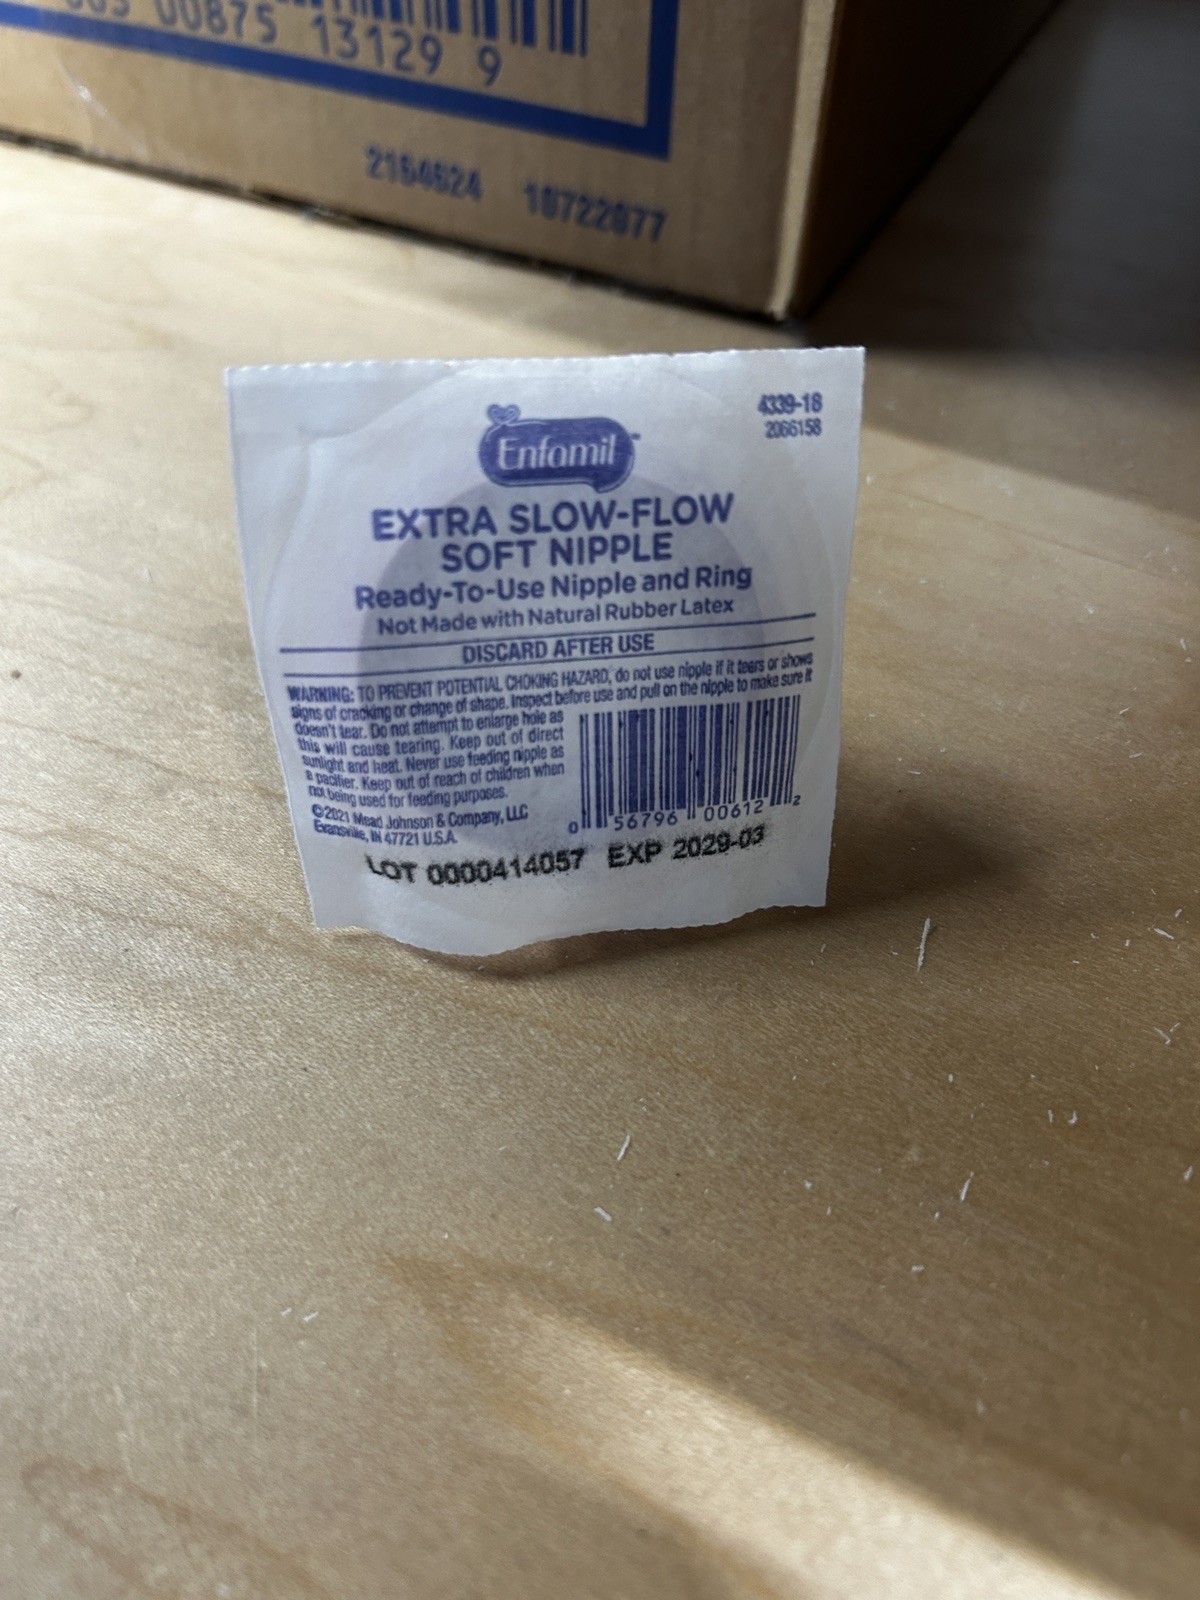 00875 13129 9
2164624 10722077
Enfamil™
4339-18
2066158
EXTRA SLOW-FLOW
SOFT NIPPLE
Ready-To-Use Nipple and Ring
Not Made with Natural Rubber Latex
DISCARD AFTER USE
WARNING: TO PREVENT POTENTIAL CHOKING HAZARD, do not use nipple if it tears or shows
signs of cracking or change of shape. Inspect before use and pull on the nipple to make sure it
doesn't tear. Do not attempt to enlarge hole as
this will cause tearing. Keep out of direct
sunlight and heat. Never use feeding nipple as
a pacifier. Keep out of reach of children when
not being used for feeding purposes.
©2021 Mead Johnson & Company, LLC
Evansville, IN 47721 U.S.A.
0 56796 00612 2
LOT 0000414057 EXP 2029-03